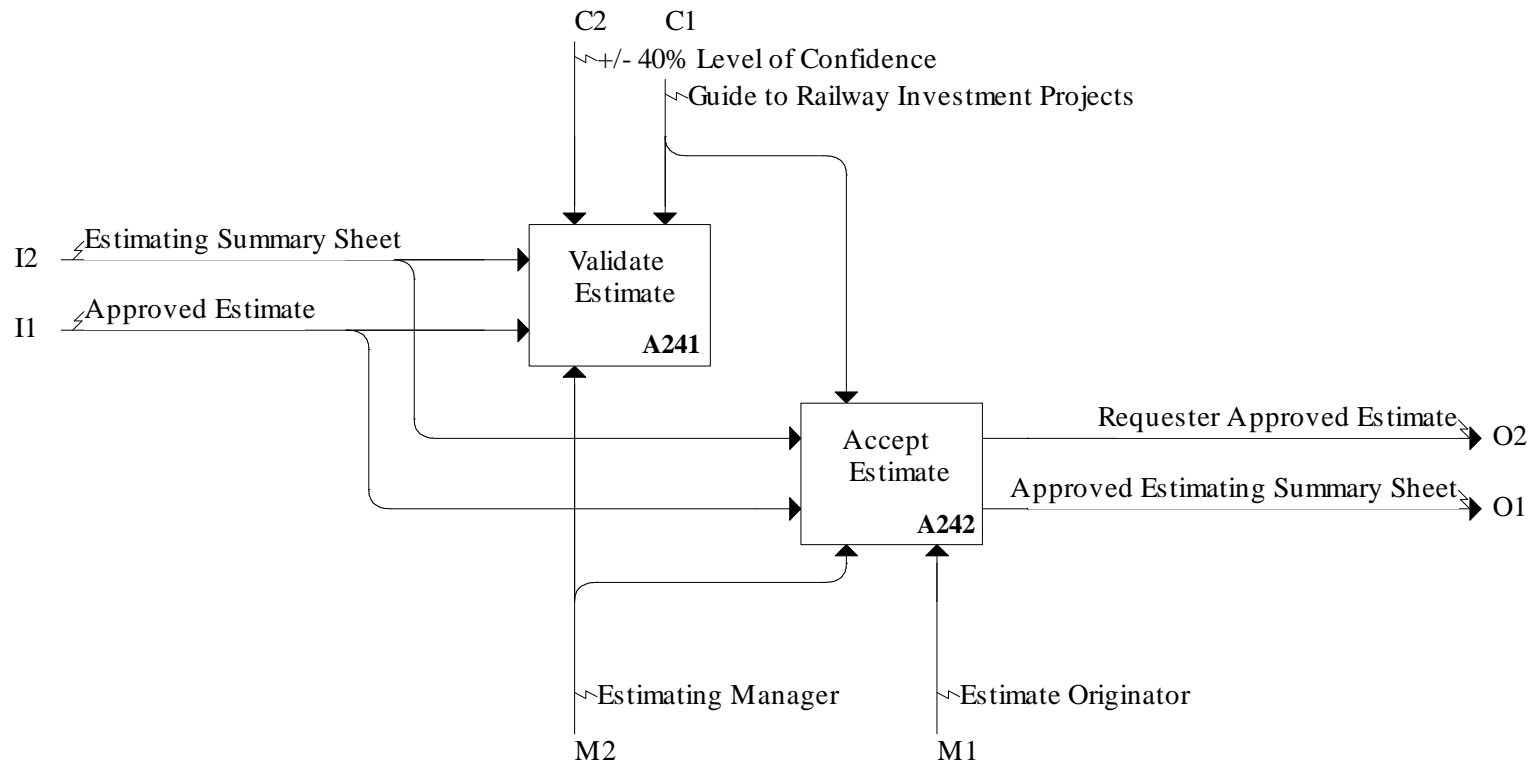 C2 C1
+/- 40% Level of Confidence
Guide to Railway Investment Projects
I2 Estimating Summary Sheet
I1 Approved Estimate
Validate
Estimate
A241
Accept
Estimate
A242
Requester Approved Estimate O2
Approved Estimating Summary Sheet O1
Estimating Manager
Estimate Originator
M2 M1